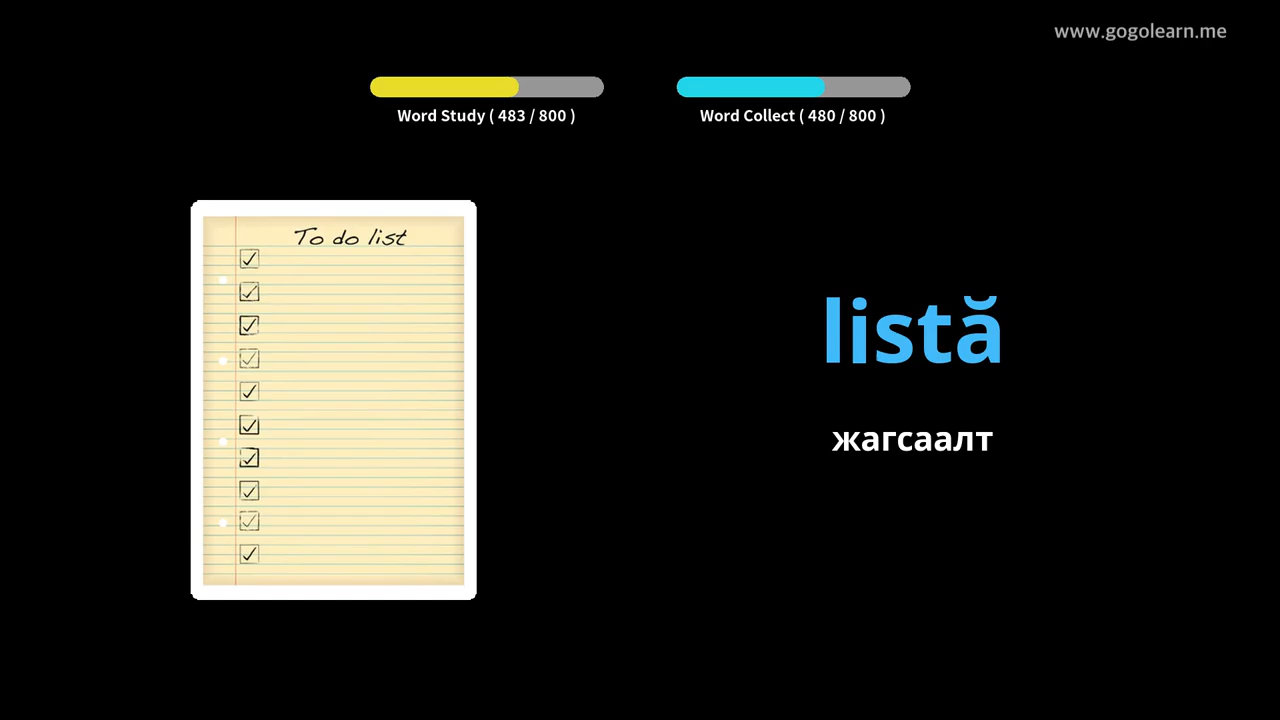 www.gogolearn.me
Word Study ( 483 / 800 )
Word Collect ( 480 / 800 )
To do list
listă
жагсаалт